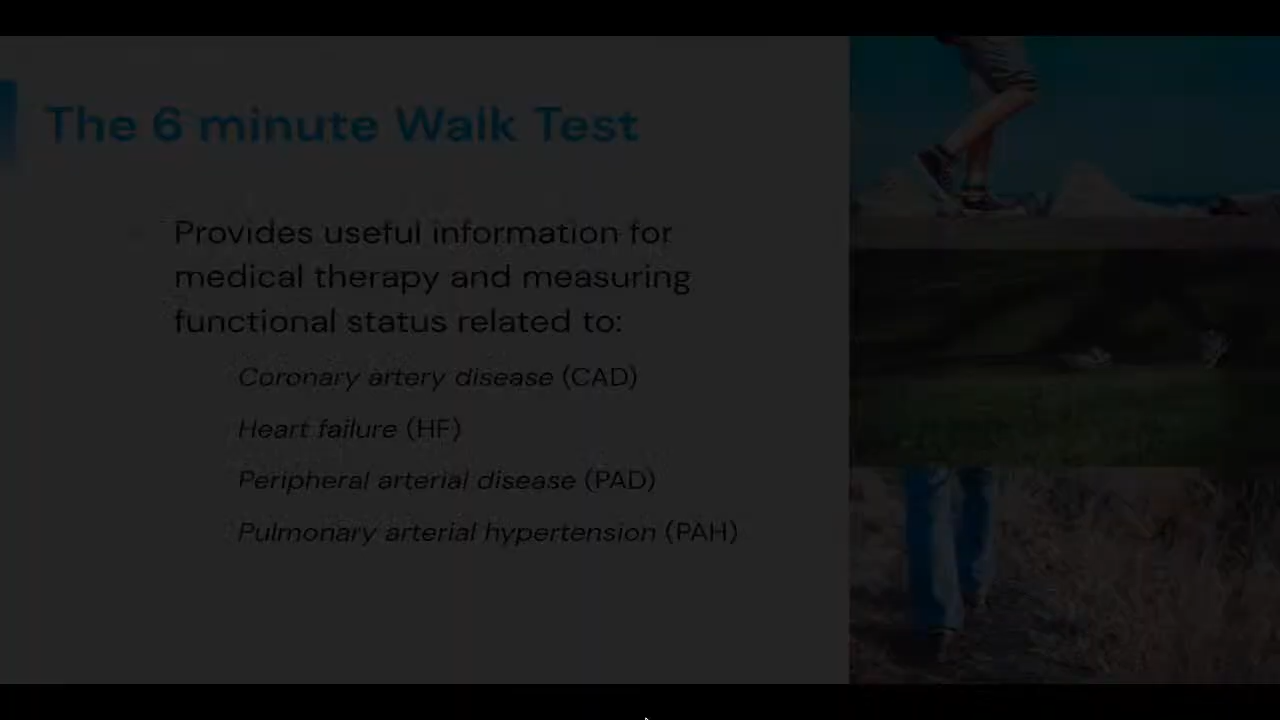 The 6 minute Walk Test
Provides useful information for
medical therapy and measuring
functional status related to:
Coronary artery disease (CAD)
Heart failure (HF)
Peripheral arterial disease (PAD)
Pulmonary arterial hypertension (PAH)